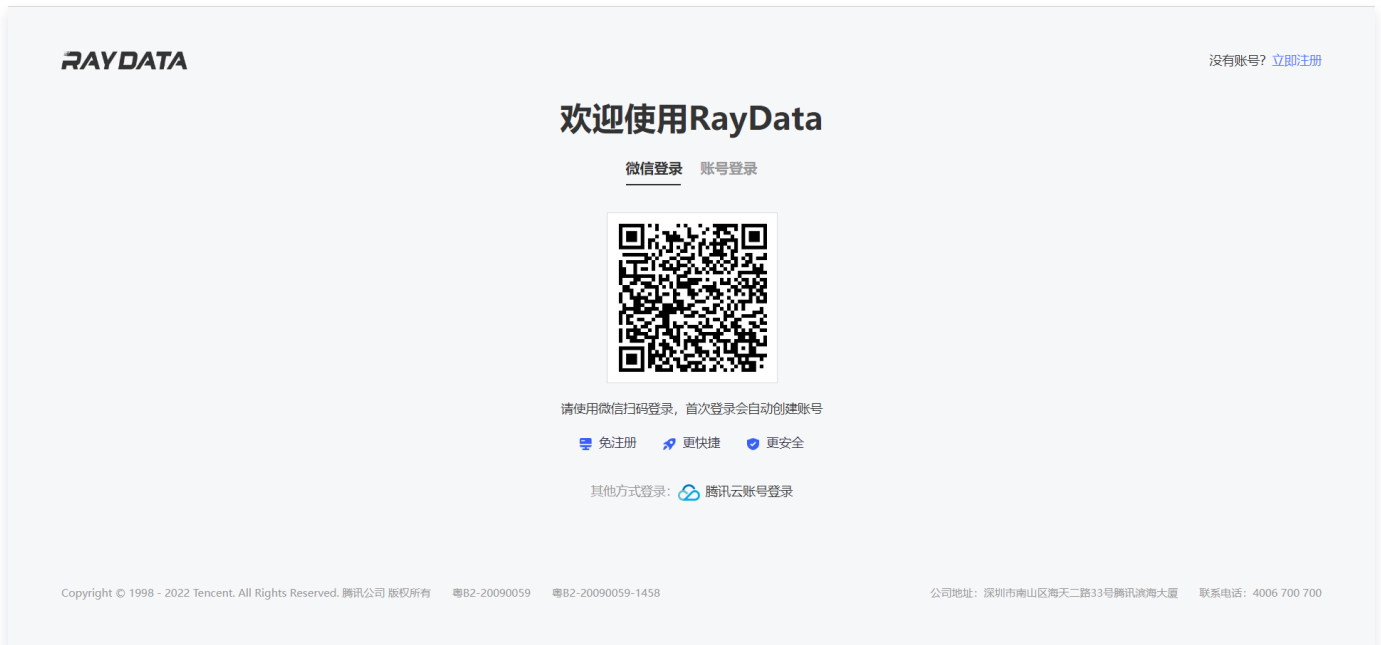 RAYDATA
没有账号? 立即注册
欢迎使用RayData
微信登录 账号登录
请使用微信扫码登录，首次登录会自动创建账号
免注册 更快捷 更安全
其他方式登录： 腾讯云账号登录
Copyright © 1998 - 2022 Tencent. All Rights Reserved. 腾讯公司 版权所有 粤B2-20090059 粤B2-20090059-1458 公司地址：深圳市南山区海天二路33号腾讯滨海大厦 联系电话：4006 700 700